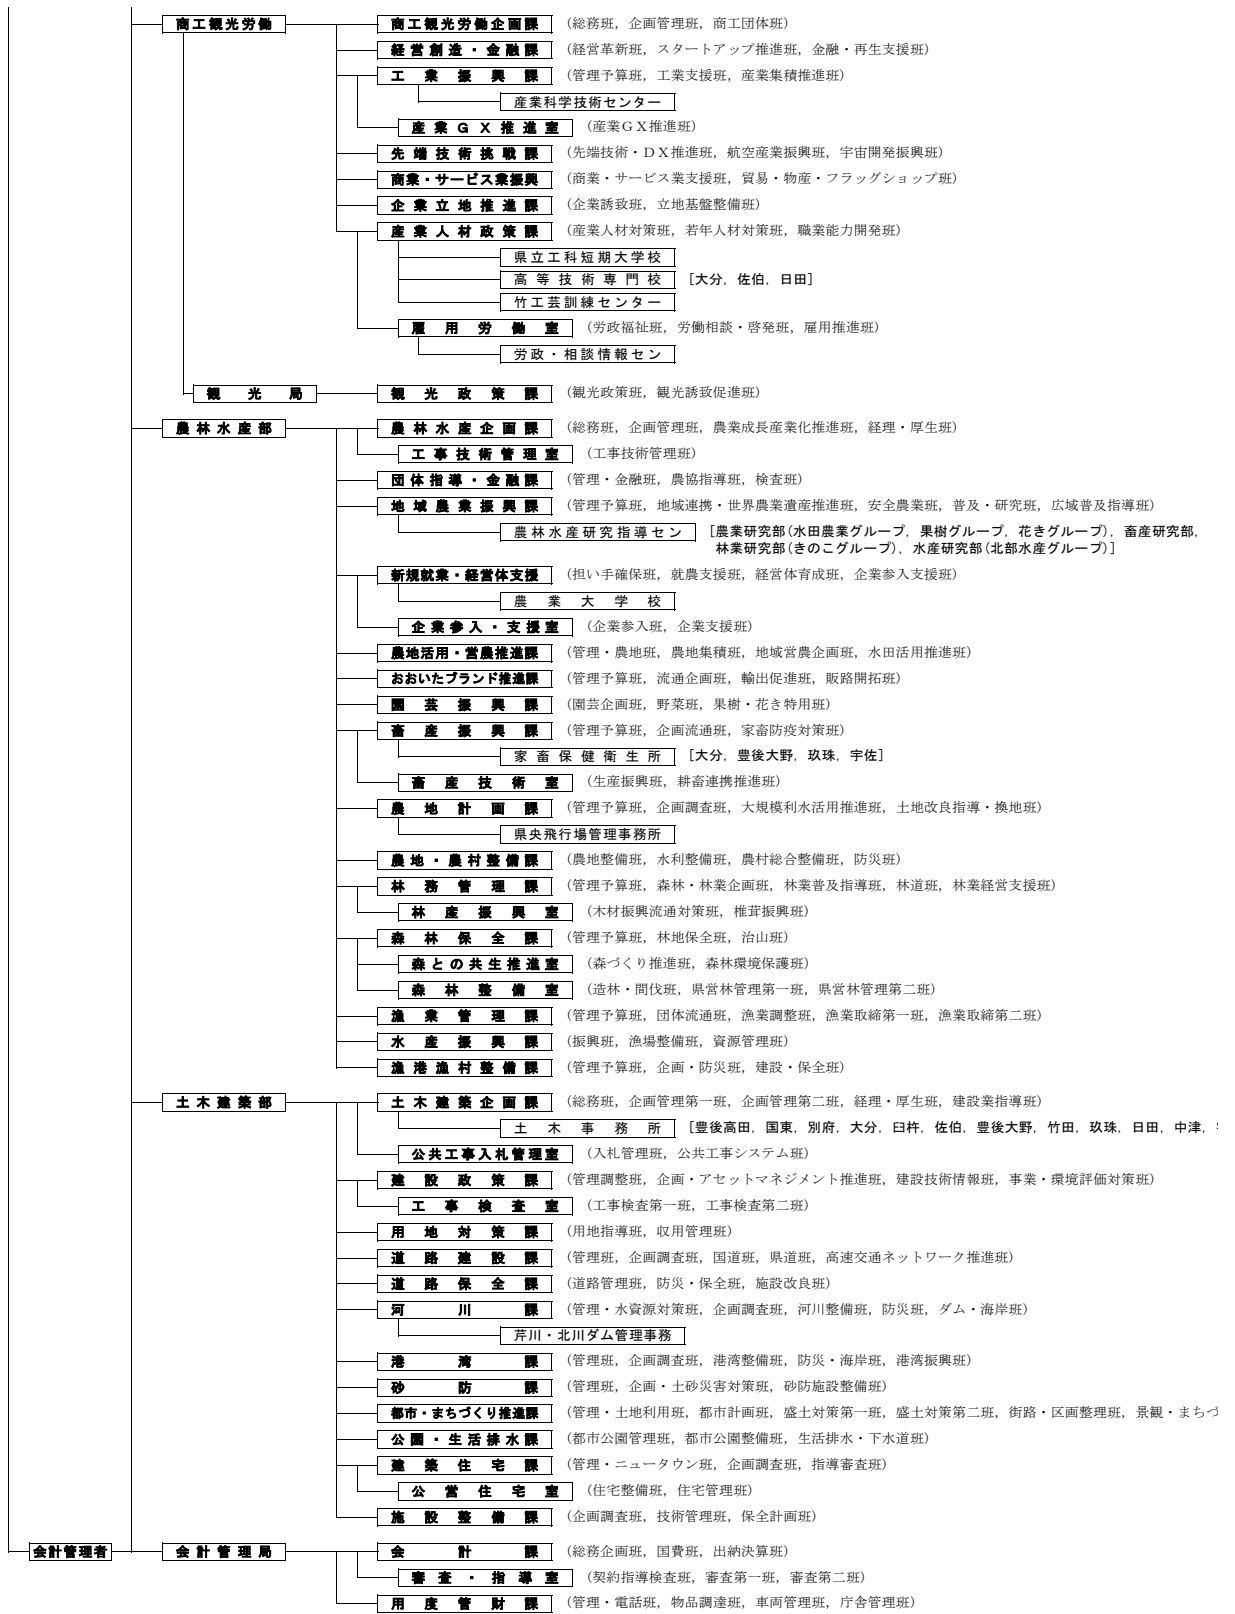 商工観光労働 商工観光労働企画課 （総務班，企画管理班，商工団体班）
経営創造・金融課 （経営革新班，スタートアップ推進班，金融・再生支援班）
工業振興課 （管理予算班，工業支援班，産業集積推進班）
産業科学技術センター
産業ＧＸ推進室 （産業ＧＸ推進班）
先端技術挑戦課 （先端技術・ＤＸ推進班，航空産業振興班，宇宙開発振興班）
商業・サービス業振興 （商業・サービス業支援班，貿易・物産・フラッグショップ班）
企業立地推進課 （企業誘致班，立地基盤整備班）
産業人材政策課 （産業人材対策班，若年人材対策班，職業能力開発班）
県立工科短期大学校
高等技術専門校 ［大分，佐伯，日田］
竹工芸訓練センター
雇用労働室 （労政福祉班，労働相談・啓発班，雇用推進班）
労政・相談情報セン
観光局 観光政策課 （観光政策班，観光誘致促進班）
農林水産部 農林水産企画課 （総務班，企画管理班，農業成長産業化推進班，経理・厚生班）
工事技術管理室 （工事技術管理班）
団体指導・金融課 （管理・金融班，農協指導班，検査班）
地域農業振興課 （管理予算班，地域連携・世界農業遺産推進班，安全農業班，普及・研究班，広域普及指導班）
農林水産研究指導セン ［農業研究部（水田農業グループ，果樹グループ，花きグループ），畜産研究部，
林業研究部（きのこグループ），水産研究部（北部水産グループ）］
新規就業・経営体支援 （担い手確保班，就農支援班，経営体育成班，企業参入支援班）
農業大学校
企業参入・支援室 （企業参入班，企業支援班）
農地活用・営農推進課 （管理・農地班，農地集積班，地域営農企画班，水田活用推進班）
おおいたブランド推進課 （管理予算班，流通企画班，輸出促進班，販路開拓班）
園芸振興課 （園芸企画班，野菜班，果樹・花き特用班）
畜産振興課 （管理予算班，企画流通班，家畜防疫対策班）
家畜保健衛生所 ［大分，豊後大野，玖珠，宇佐］
畜産技術室 （生産振興班，耕畜連携推進班）
農地計画課 （管理予算班，企画調査班，大規模利水活用推進班，土地改良指導・換地班）
県央飛行場管理事務所
農地・農村整備課 （農地整備班，水利整備班，農村総合整備班，防災班）
林務管理課 （管理予算班，森林・林業企画班，林業普及指導班，林道班，林業経営支援班）
林産振興室 （木材振興流通対策班，椎茸振興班）
森林保全課 （管理予算班，林地保全班，治山班）
森との共生推進室 （森づくり推進班，森林環境保護班）
森林整備室 （造林・間伐班，県営林管理第一班，県営林管理第二班）
漁業管理課 （管理予算班，団体流通班，漁業調整班，漁業取締第一班，漁業取締第二班）
水産振興課 （振興班，漁場整備班，資源管理班）
漁港漁村整備課 （管理予算班，企画・防災班，建設・保全班）
土木建築部 土木建築企画課 （総務班，企画管理第一班，企画管理第二班，経理・厚生班，建設業指導班）
土木事務所 ［豊後高田，国東，別府，大分，臼杵，佐伯，豊後大野，竹田，玖珠，日田，中津，
公共工事入札管理室 （入札管理班，公共工事システム班）
建設政策課 （管理調整班，企画・アセットマネジメント推進班，建設技術情報班，事業・環境評価対策班）
工事検査室 （工事検査第一班，工事検査第二班）
用地対策課 （用地指導班，収用管理班）
道路建設課 （管理班，企画調査班，国道班，県道班，高速交通ネットワーク推進班）
道路保全課 （道路管理班，防災・保全班，施設改良班）
河川課 （管理・水資源対策班，企画調査班，河川整備班，防災班，ダム・海岸班）
芹川・北川ダム管理事務
港湾課 （管理班，企画調査班，港湾整備班，防災・海岸班，港湾振興班）
砂防課 （管理班，企画・土砂災害対策班，砂防施設整備班）
都市・まちづくり推進課 （管理・土地利用班，都市計画班，盛土対策第一班，盛土対策第二班，街路・区画整理班，景観・まちづ
公園・生活排水課 （都市公園管理班，都市公園整備班，生活排水・下水道班）
建築住宅課 （管理・ニュータウン班，企画調査班，指導審査班）
公営住宅室 （住宅整備班，住宅管理班）
施設整備課 （企画調査班，技術管理班，保全計画班）
会計管理者 会計管理局 会計課 （総務企画班，国費班，出納決算班）
審査・指導室 （契約指導検査班，審査第一班，審査第二班）
用度管財課 （管理・電話班，物品調達班，車両管理班，庁舎管理班）